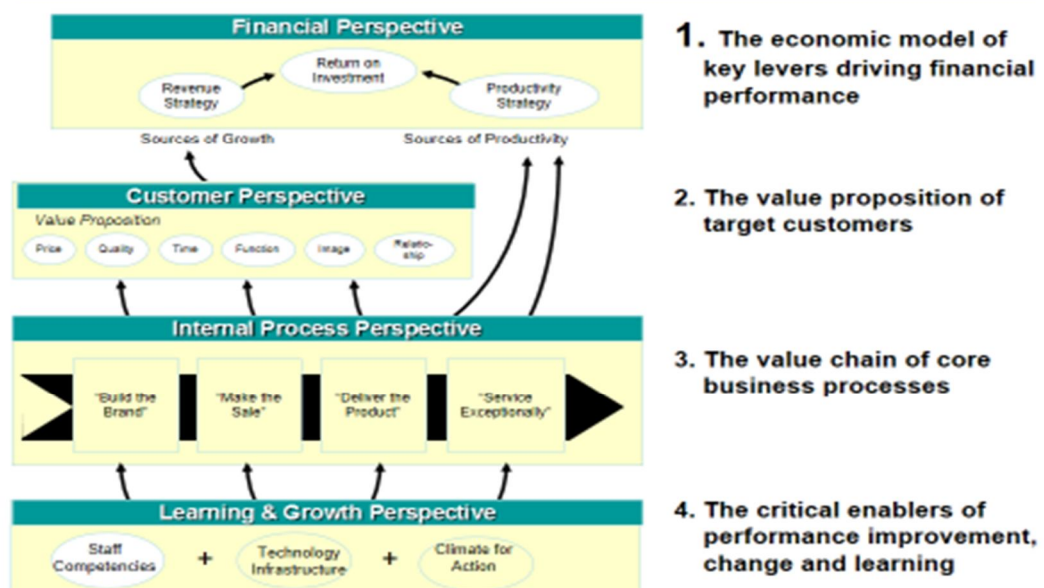 Financial Perspective
Return on
Investment
Revenue
Strategy
Productivity
Strategy
Sources of Growth
Sources of Productivity
1. The economic model of
key levers driving financial
performance
Customer Perspective
Value Proposition
Price
Quality
Time
Function
Image
Relatio-
ship
2. The value proposition of
target customers
Internal Process Perspective
"Build the
Brand"
"Make the
Sale"
"Deliver the
Product"
"Service
Exceptionally"
3. The value chain of core
business processes
Learning & Growth Perspective
Staff
Competencies
+
Technology
Infrastructure
+
Climate for
Action
4. The critical enablers of
performance improvement,
change and learning